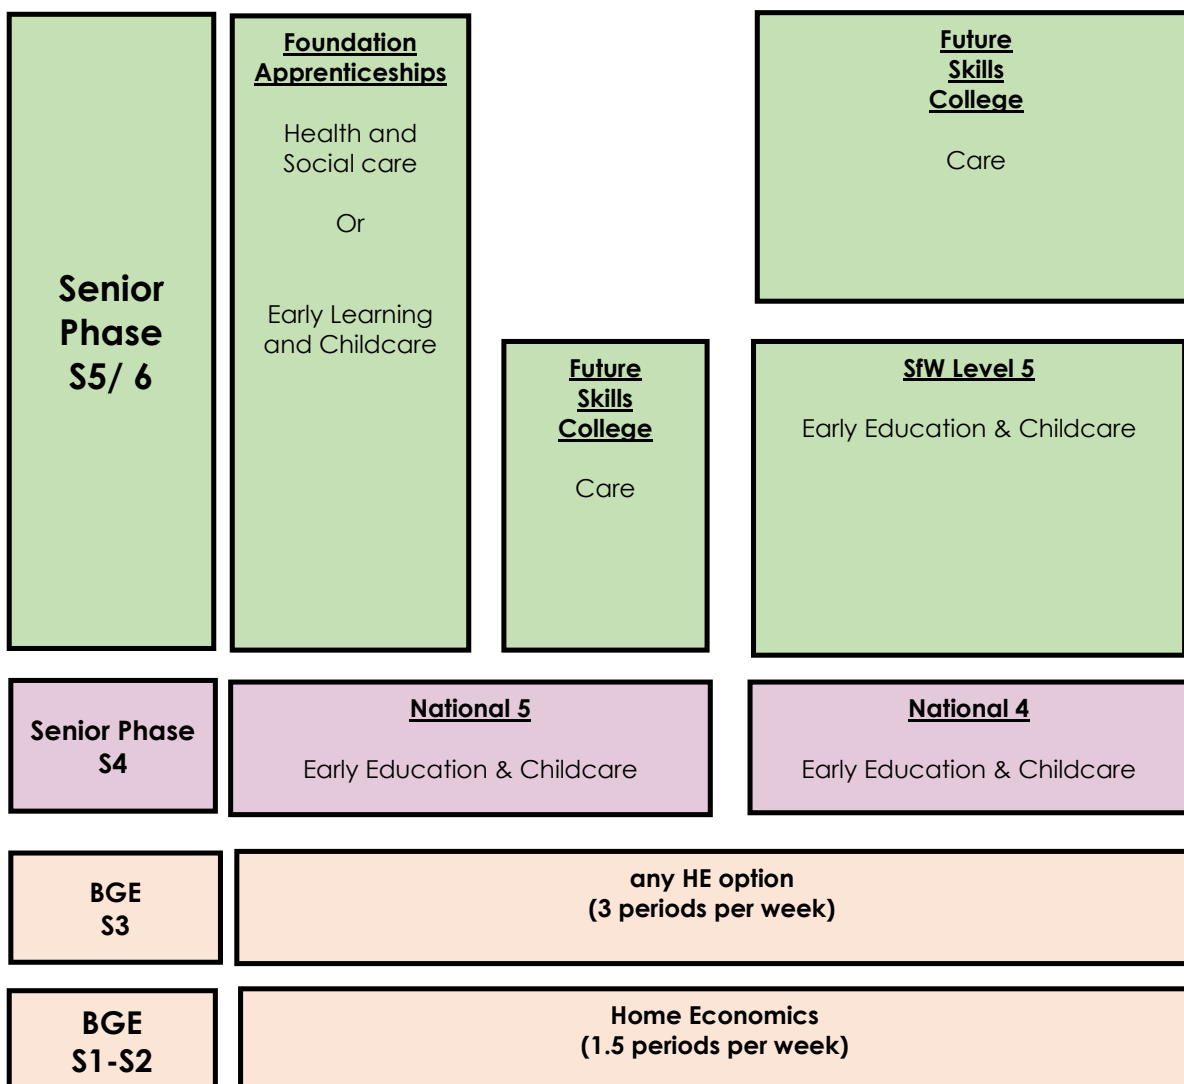 Senior
Phase
S5/ 6
Foundation
Apprenticeships
Health and
Social care
Or
Early Learning
and Childcare
Future
Skills
College
Care
Future
Skills
College
Care
SfW Level 5
Early Education & Childcare
Senior Phase
S4
National 5
Early Education & Childcare
National 4
Early Education & Childcare
BGE
S3
any HE option
(3 periods per week)
BGE
S1-S2
Home Economics
(1.5 periods per week)